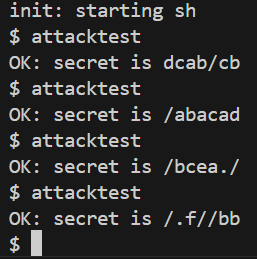 init: starting sh
$ attacktest
OK: secret is dcab/cb
$ attacktest
OK: secret is /abacad
$ attacktest
OK: secret is /bcea./
$ attacktest
OK: secret is /.f//bb
$